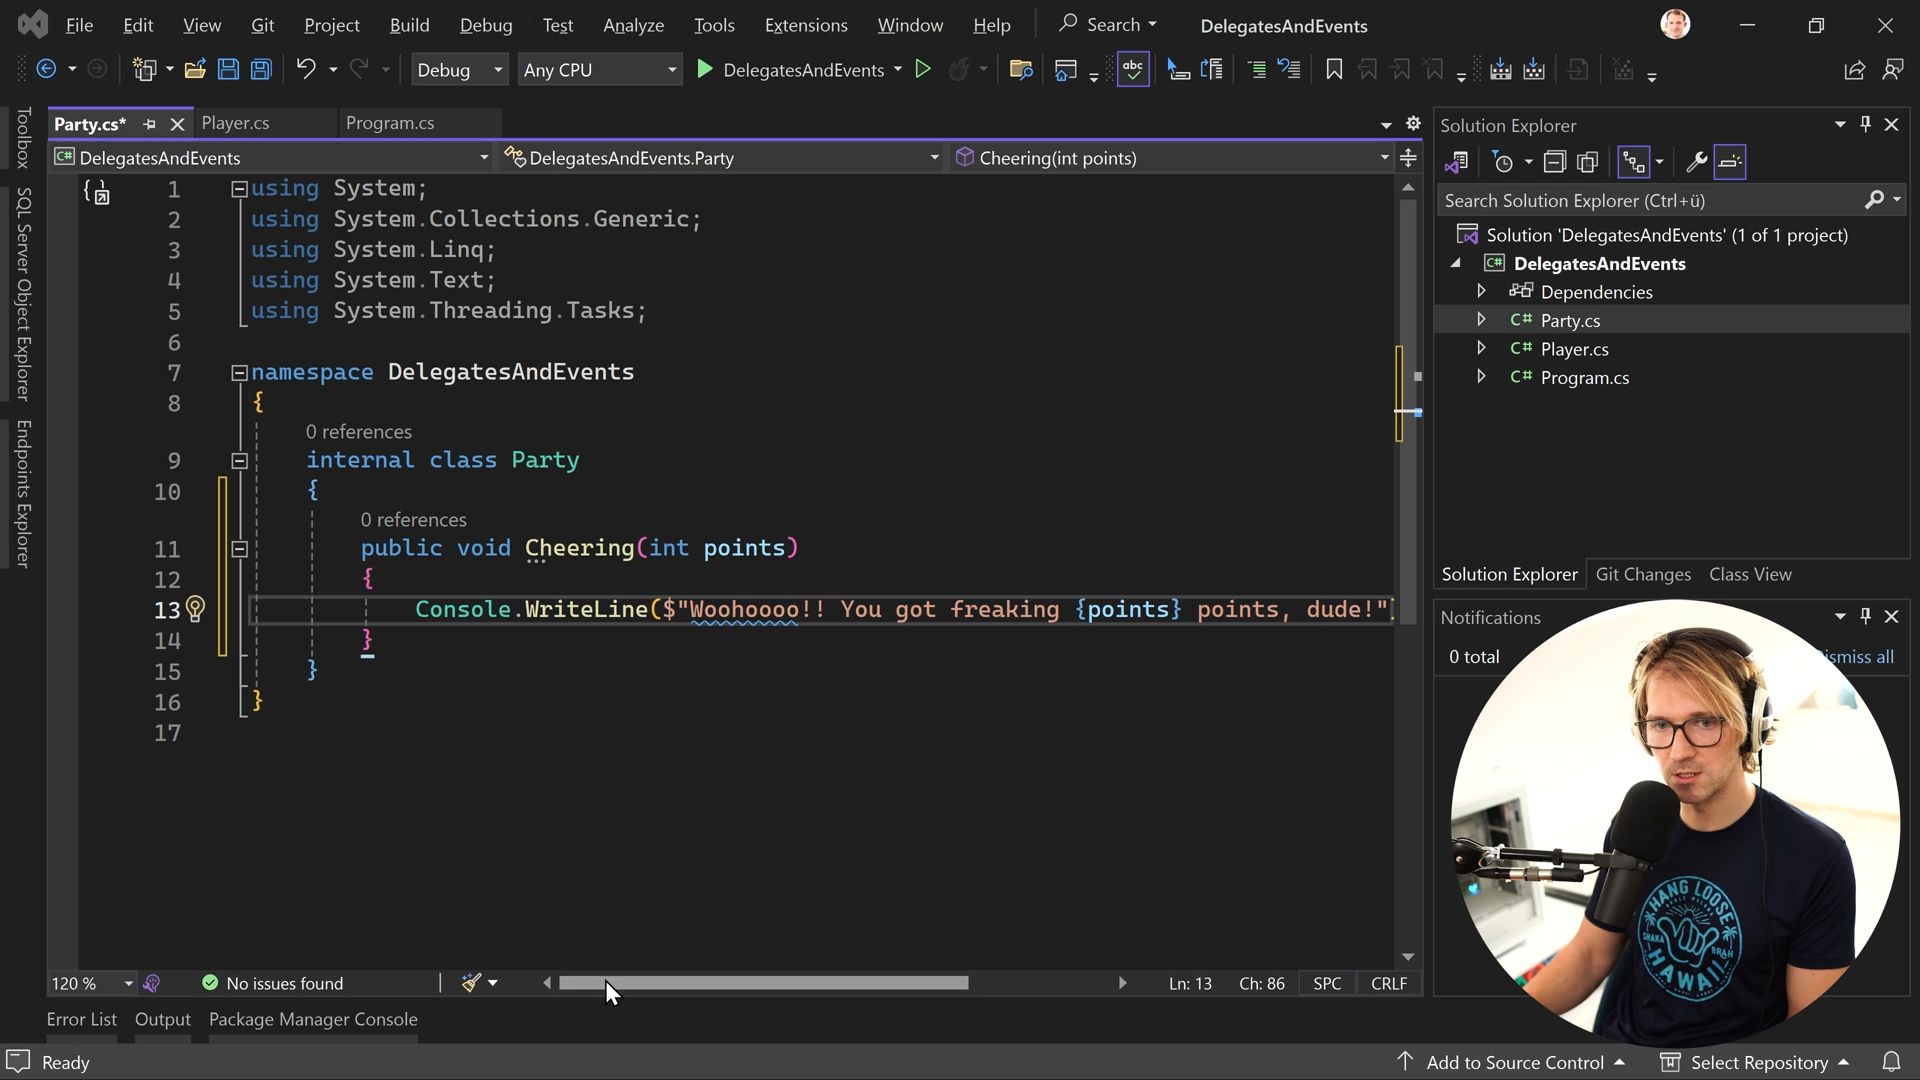 File Edit View Git Project Build Debug Test Analyze Tools Extensions Window Help Search DelegatesAndEvents
Debug Any CPU DelegatesAndEvents abc
Toolbox
SQL Server Object Explorer
Endpoints Explorer
Party.cs* Player.cs Program.cs
C# DelegatesAndEvents DelegatesAndEvents.Party Cheering(int points)
1 using System;
2 using System.Collections.Generic;
3 using System.Linq;
4 using System.Text;
5 using System.Threading.Tasks;
6
7 namespace DelegatesAndEvents
8 {
0 references
9 internal class Party
10 {
0 references
11 public void Cheering(int points)
12 {
13 Console.WriteLine($"Woohoooo!! You got freaking {points} points, dude!")
14 }
15 }
16 }
17
120 % No issues found Ln: 13 Ch: 86 SPC CRLF
Error List Output Package Manager Console
Ready Add to Source Control Select Repository
Solution Explorer
Search Solution Explorer (Ctrl+ü)
Solution 'DelegatesAndEvents' (1 of 1 project)
C# DelegatesAndEvents
Dependencies
C# Party.cs
C# Player.cs
C# Program.cs
Solution Explorer Git Changes Class View
Notifications
0 total ismiss all
HANG LOOSE
SHAKA BRAH
HAWAII